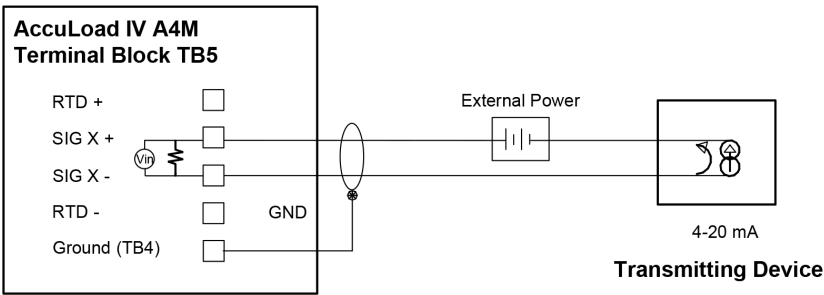 AccuLoad IV A4M
Terminal Block TB5
RTD +
External Power
SIG X +
Vin
SIG X -
RTD - GND
Ground (TB4)
4-20 mA
Transmitting Device